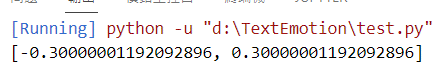 [Running] python -u "d:\TextEmotion\test.py"
[-0.30000001192092896, 0.30000001192092896]